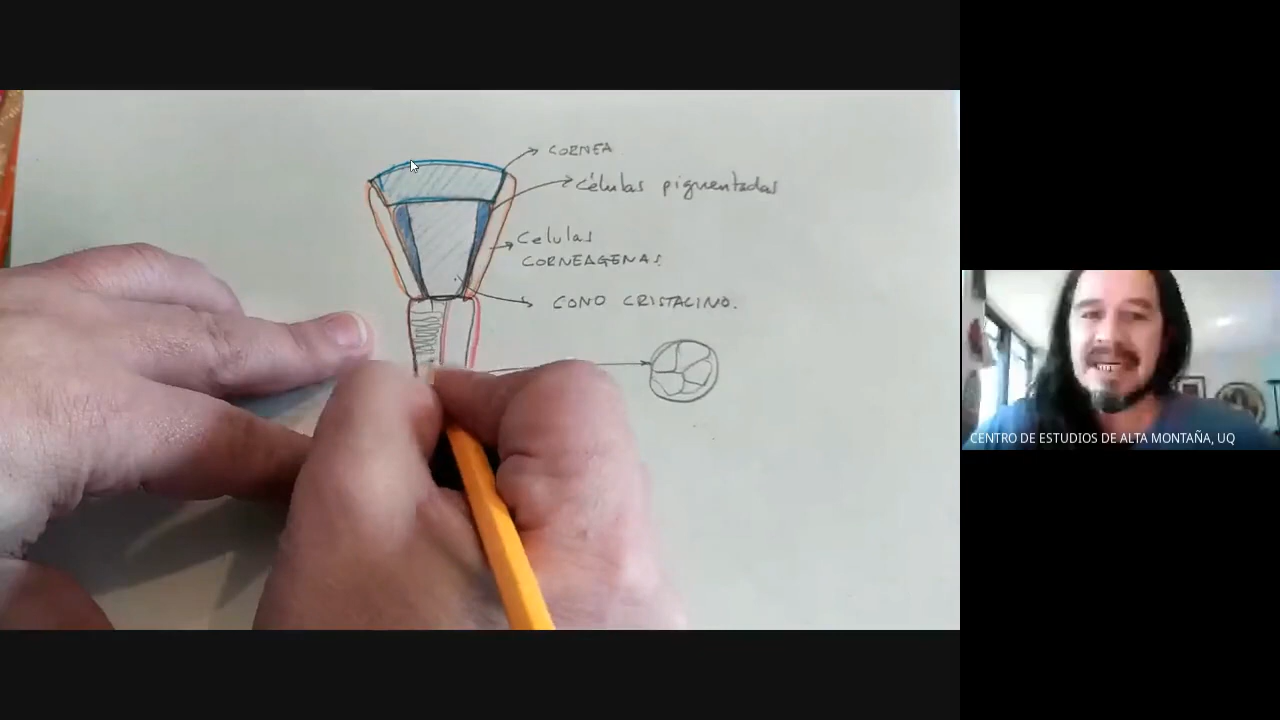 CORNEA
Células pigmentadas
Celulas
CORNEAGENAS
CONO CRISTALINO.
CENTRO DE ESTUDIOS DE ALTA MONTAÑA, UQ